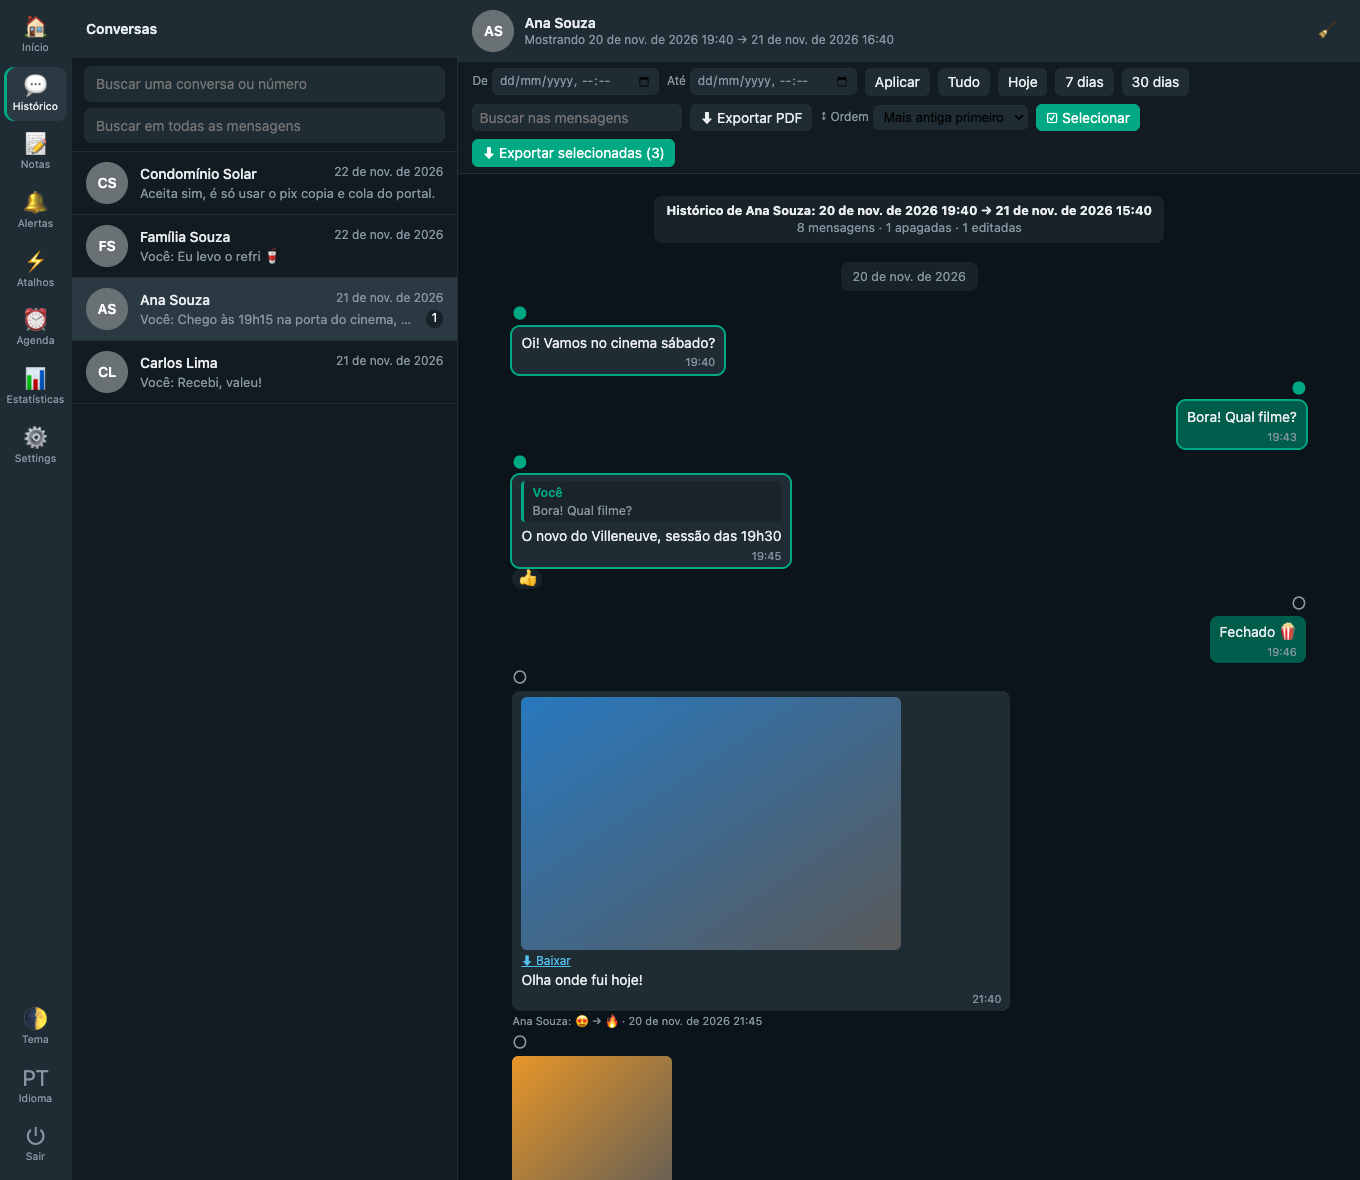 Início
Histórico
Notas
Alertas
Atalhos
Agenda
Estatísticas
Settings
Tema
PT
Idioma
Sair
Conversas
Buscar uma conversa ou número
Buscar em todas as mensagens
CS
Condomínio Solar
22 de nov. de 2026
Aceita sim, é só usar o pix copia e cola do portal.
FS
Família Souza
22 de nov. de 2026
Você: Eu levo o refri 🥤
AS
Ana Souza
21 de nov. de 2026
Você: Chego às 19h15 na porta do cinema, ...
1
CL
Carlos Lima
21 de nov. de 2026
Você: Recebi, valeu!
AS
Ana Souza
Mostrando 20 de nov. de 2026 19:40 → 21 de nov. de 2026 16:40
De dd/mm/yyyy, --:-- Até dd/mm/yyyy, --:-- Aplicar Tudo Hoje 7 dias 30 dias
Buscar nas mensagens ⬇ Exportar PDF ↕ Ordem Mais antiga primeiro ☑ Selecionar
⬇ Exportar selecionadas (3)
Histórico de Ana Souza: 20 de nov. de 2026 19:40 → 21 de nov. de 2026 15:40
8 mensagens · 1 apagadas · 1 editadas
20 de nov. de 2026
Oi! Vamos no cinema sábado?
19:40
Bora! Qual filme?
19:43
Você
Bora! Qual filme?
O novo do Villeneuve, sessão das 19h30
19:45
👍
Fechado 🍿
19:46
⬇ Baixar
Olha onde fui hoje!
21:40
Ana Souza: 😍 → 🔥 · 20 de nov. de 2026 21:45